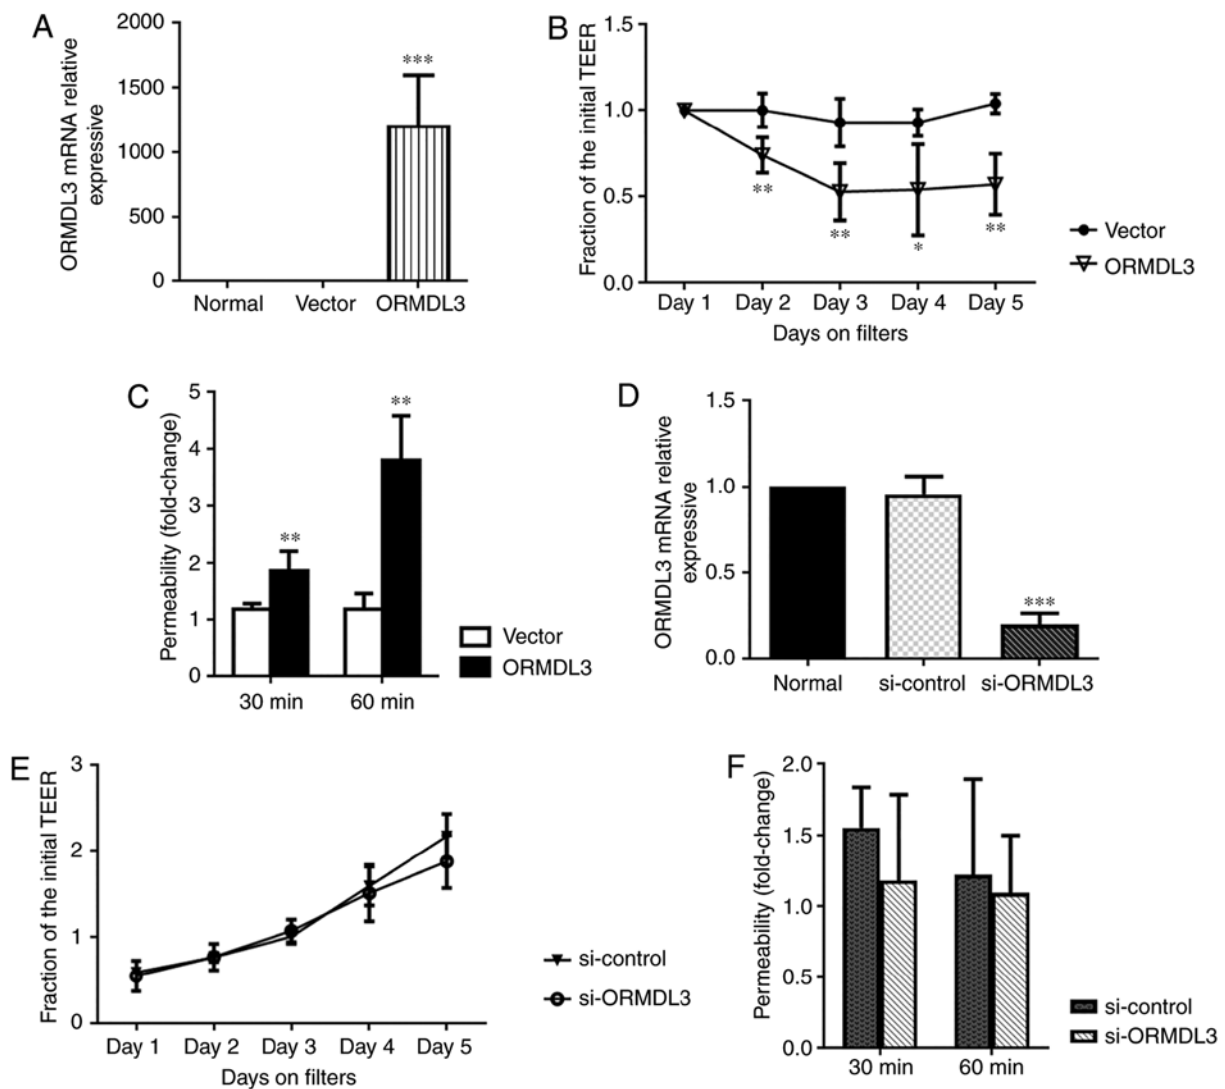 A
ORMDL3 mRNA relative
expressive
2000
1500
1000
500
0
***
Normal
Vector
ORMDL3
B
Fraction of the initial TEER
1.5
1.0
0.5
0.0
**
**
*
**
Day 1
Day 2
Day 3
Day 4
Day 5
Days on filters
Vector
ORMDL3
C
Permeability (fold-change)
5
4
3
2
1
0
**
**
30 min
60 min
Vector
ORMDL3
D
ORMDL3 mRNA relative
expressive
1.5
1.0
0.5
0.0
***
Normal
si-control
si-ORMDL3
E
Fraction of the initial TEER
3
2
1
0
Day 1
Day 2
Day 3
Day 4
Day 5
Days on filters
si-control
si-ORMDL3
F
Permeability (fold-change)
2.0
1.5
1.0
0.5
0.0
30 min
60 min
si-control
si-ORMDL3